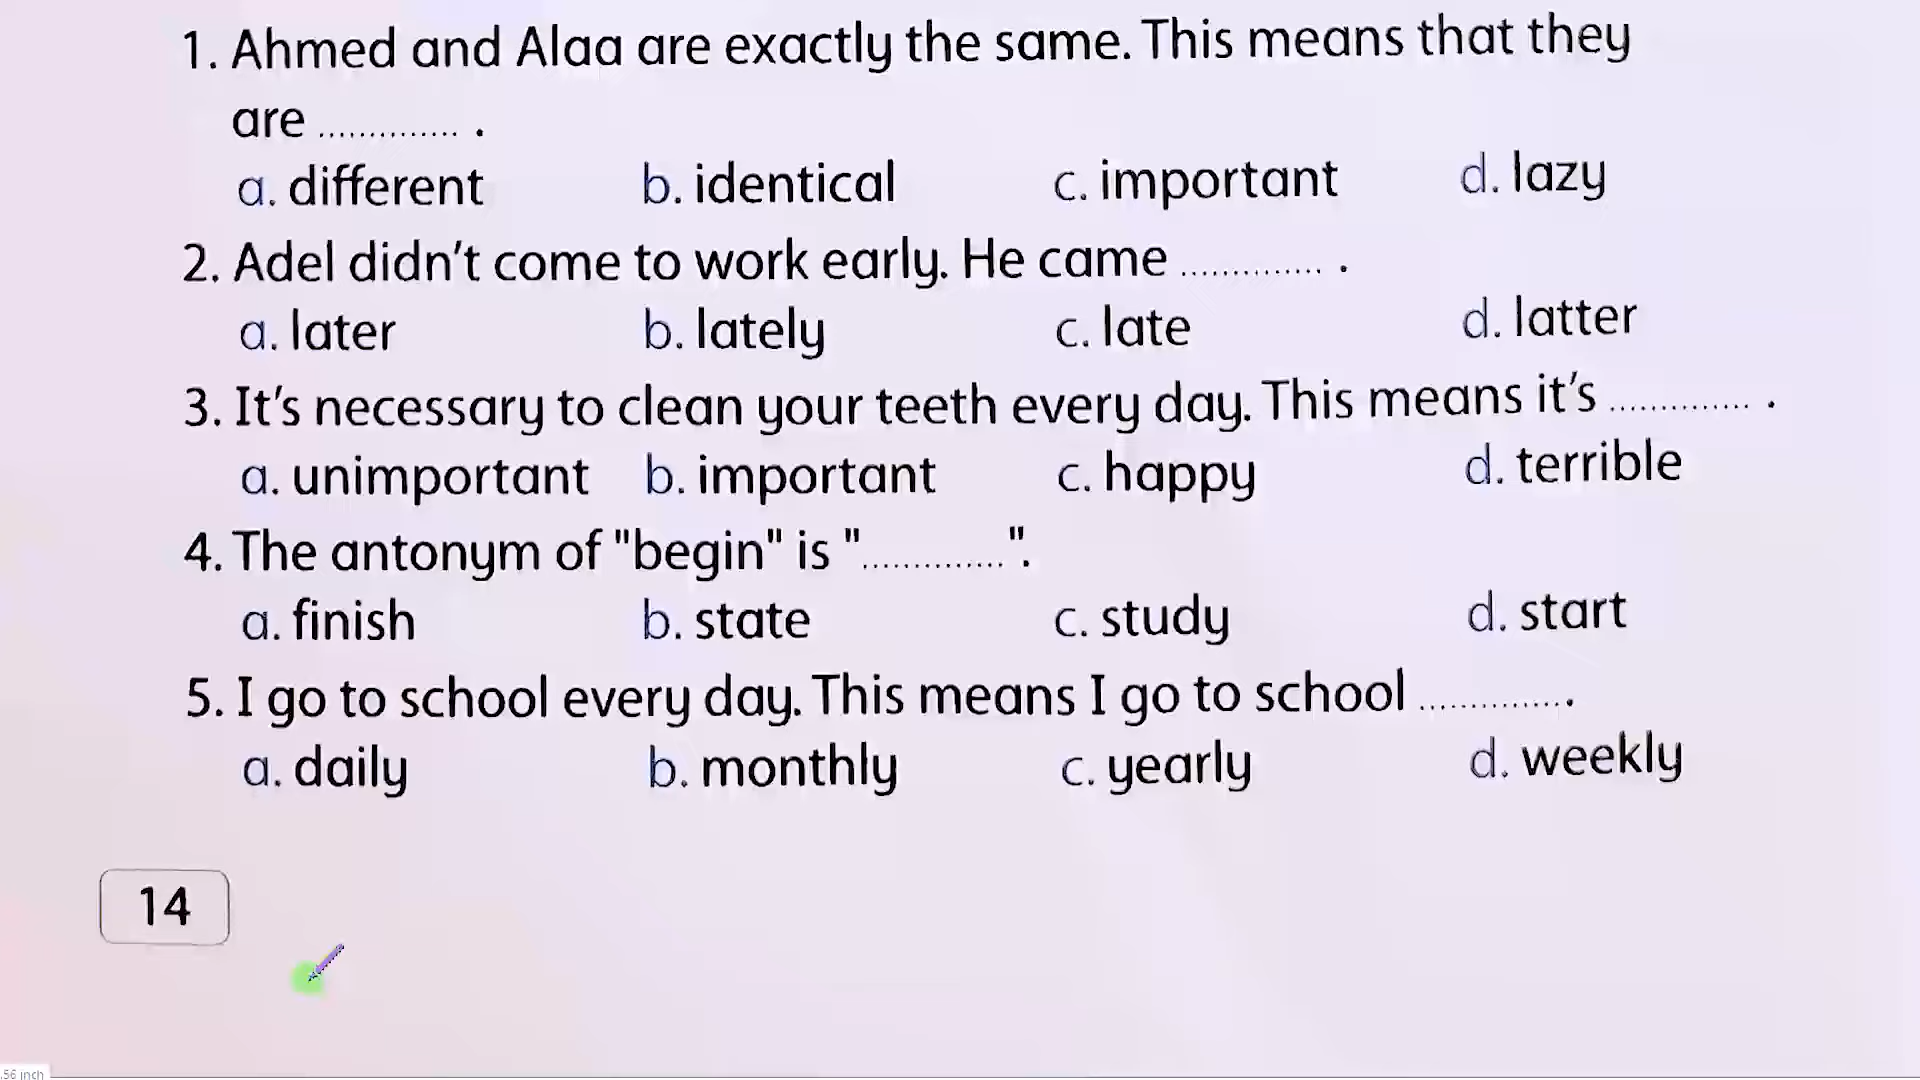 1. Ahmed and Alaa are exactly the same. This means that they
are .............. .
a. different b. identical c. important d. lazy
2. Adel didn't come to work early. He came .............. .
a. later b. lately c. late d. latter
3. It's necessary to clean your teeth every day. This means it's .............. .
a. unimportant b. important c. happy d. terrible
4. The antonym of "begin" is ".............. ".
a. finish b. state c. study d. start
5. I go to school every day. This means I go to school ...............
a. daily b. monthly c. yearly d. weekly
14
.56 inch